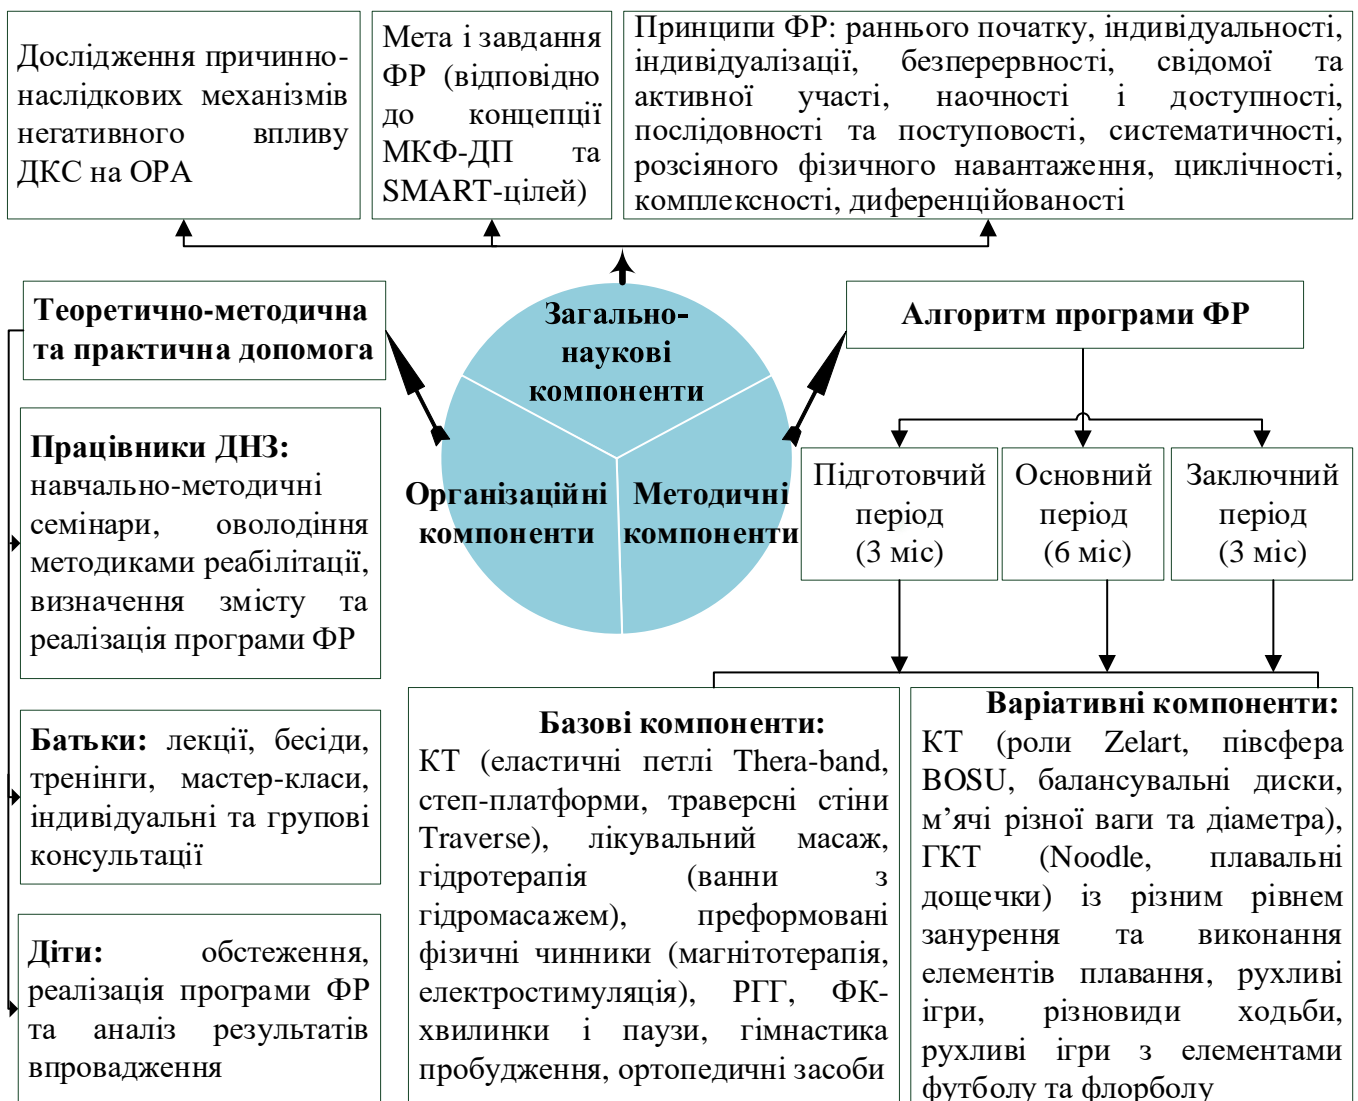 Дослідження причинно-
наслідкових механізмів
негативного впливу
ДКС на ОРА
Мета і завдання
ФР (відповідно
до концепції
МКФ-ДП та
SMART-цілей)
Принципи ФР: раннього початку, індивідуальності,
індивідуалізації, безперервності, свідомої та
активної участі, наочності і доступності,
послідовності та поступовості, систематичності,
розсіяного фізичного навантаження, циклічності,
комплексності, диференційованості
Теоретично-методична
та практична допомога
Загально-
наукові
компоненти
Організаційні
компоненти
Методичні
компоненти
Алгоритм програми ФР
Працівники ДНЗ:
навчально-методичні
семінари, оволодіння
методиками реабілітації,
визначення змісту та
реалізація програми ФР
Батьки: лекції, бесіди,
тренінги, мастер-класи,
індивідуальні та групові
консультації
Діти: обстеження,
реалізація програми ФР
та аналіз результатів
впровадження
Підготовчий
період
(3 міс)
Основний
період
(6 міс)
Заключний
період
(3 міс)
Базові компоненти:
КТ (еластичні петлі Thera-band,
степ-платформи, траверсні стіни
Traverse), лікувальний масаж,
гідротерапія (ванни з
гідромасажем), преформовані
фізичні чинники (магнітотерапія,
електростимуляція), РГГ, ФК-
хвилинки і паузи, гімнастика
пробудження, ортопедичні засоби
Варіативні компоненти:
КТ (роли Zelart, півсфера
BOSU, балансувальні диски,
м’ячі різної ваги та діаметра),
ГКТ (Noodle, плавальні
дощечки) із різним рівнем
занурення та виконання
елементів плавання, рухливі
ігри, різновиди ходьби,
рухливі ігри з елементами
футболу та флорболу